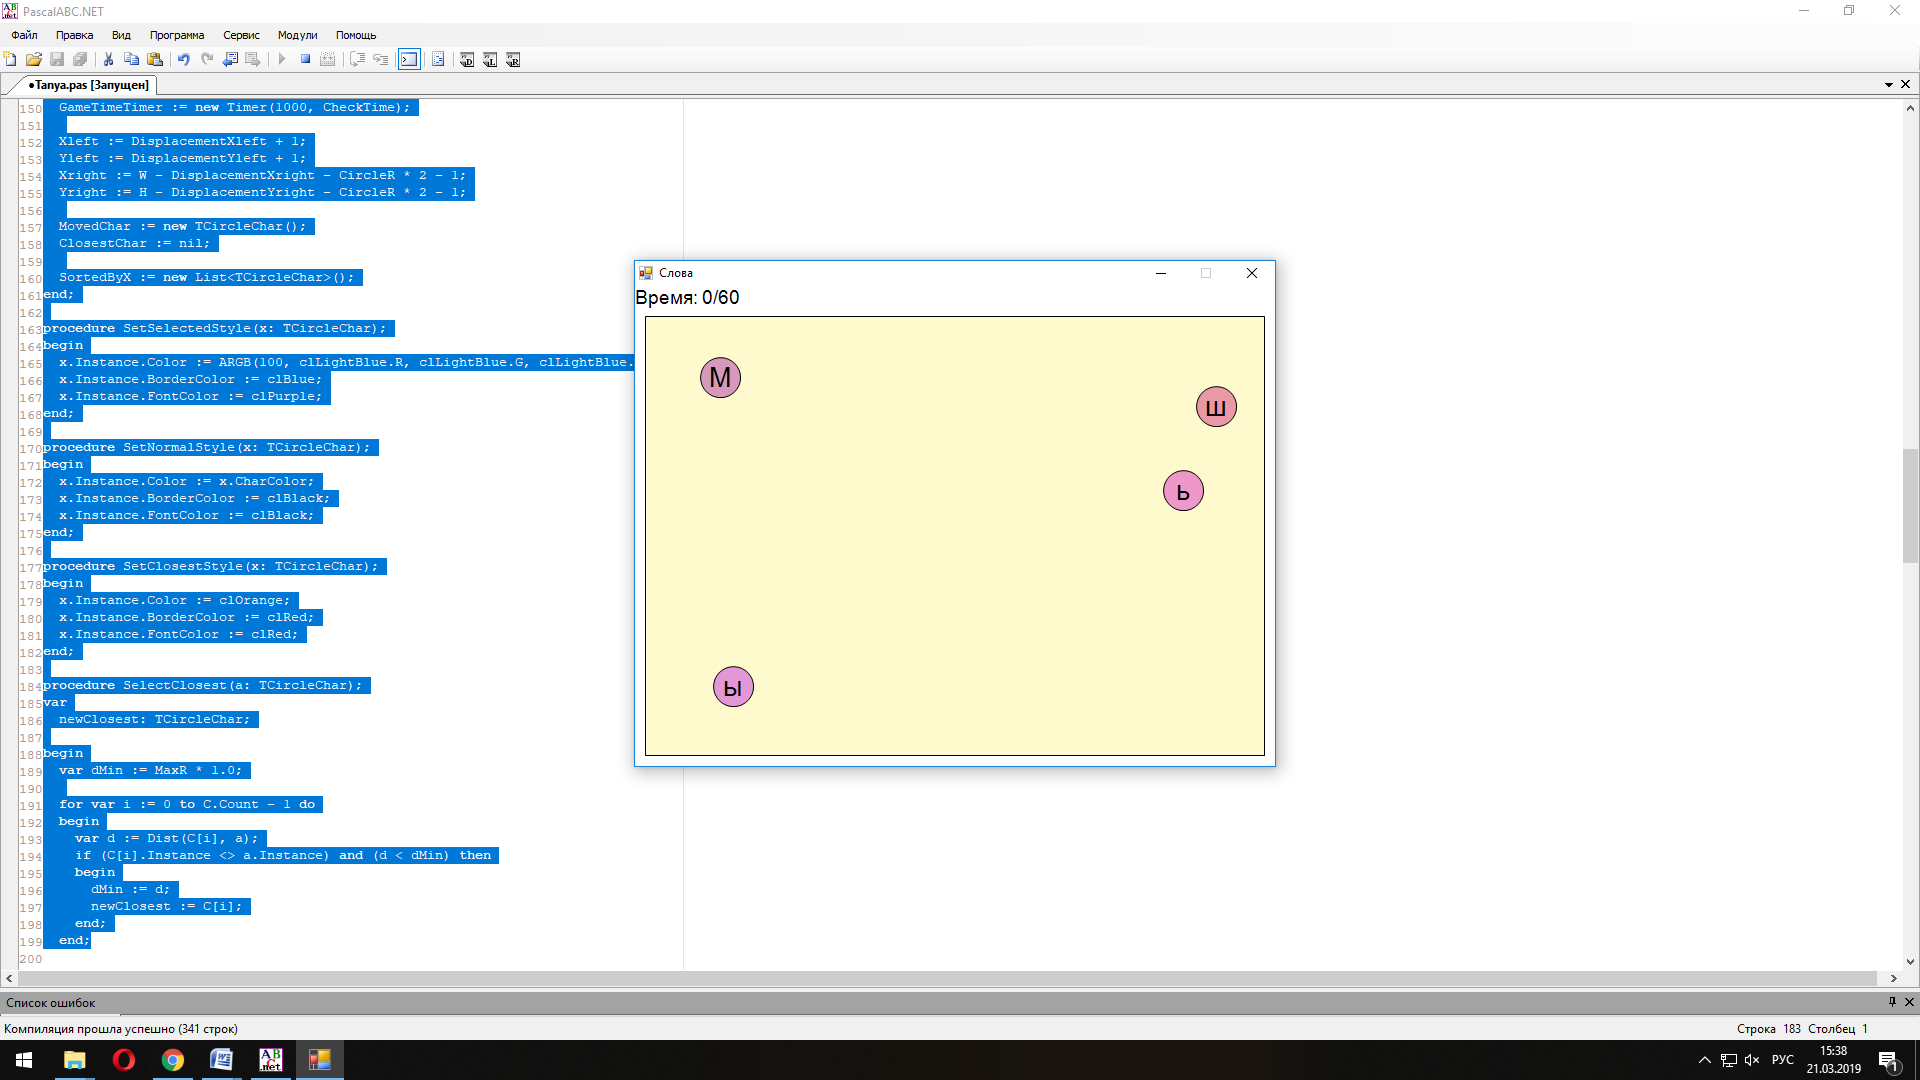 PascalABC.NET
Файл Правка Вид Программа Сервис Модули Помощь
•Tanya.pas [Запущен]
150 GameTimeTimer := new Timer(1000, CheckTime);
151
152 Xleft := DisplacementXleft + 1;
153 Yleft := DisplacementYleft + 1;
154 Xright := W - DisplacementXright - CircleR * 2 - 1;
155 Yright := H - DisplacementYright - CircleR * 2 - 1;
156
157 MovedChar := new TCircleChar();
158 ClosestChar := nil;
159
160 SortedByX := new List<TCircleChar>();
161 end;
162
163 procedure SetSelectedStyle(x: TCircleChar);
164 begin
165 x.Instance.Color := ARGB(100, clLightBlue.R, clLightBlue.G, clLightBlue.
166 x.Instance.BorderColor := clBlue;
167 x.Instance.FontColor := clPurple;
168 end;
169
170 procedure SetNormalStyle(x: TCircleChar);
171 begin
172 x.Instance.Color := x.CharColor;
173 x.Instance.BorderColor := clBlack;
174 x.Instance.FontColor := clBlack;
175 end;
176
177 procedure SetClosestStyle(x: TCircleChar);
178 begin
179 x.Instance.Color := clOrange;
180 x.Instance.BorderColor := clRed;
181 x.Instance.FontColor := clRed;
182 end;
183
184 procedure SelectClosest(a: TCircleChar);
185 var
186 newClosest: TCircleChar;
187
188 begin
189 var dMin := MaxR * 1.0;
190
191 for var i := 0 to C.Count - 1 do
192 begin
193 var d := Dist(C[i], a);
194 if (C[i].Instance <> a.Instance) and (d < dMin) then
195 begin
196 dMin := d;
197 newClosest := C[i];
198 end;
199 end;
200
Слова
Время: 0/60
М
ш
ь
ы
Список ошибок
Компиляция прошла успешно (341 строк)
Строка 183 Столбец 1
РУС
15:38
21.03.2019
1